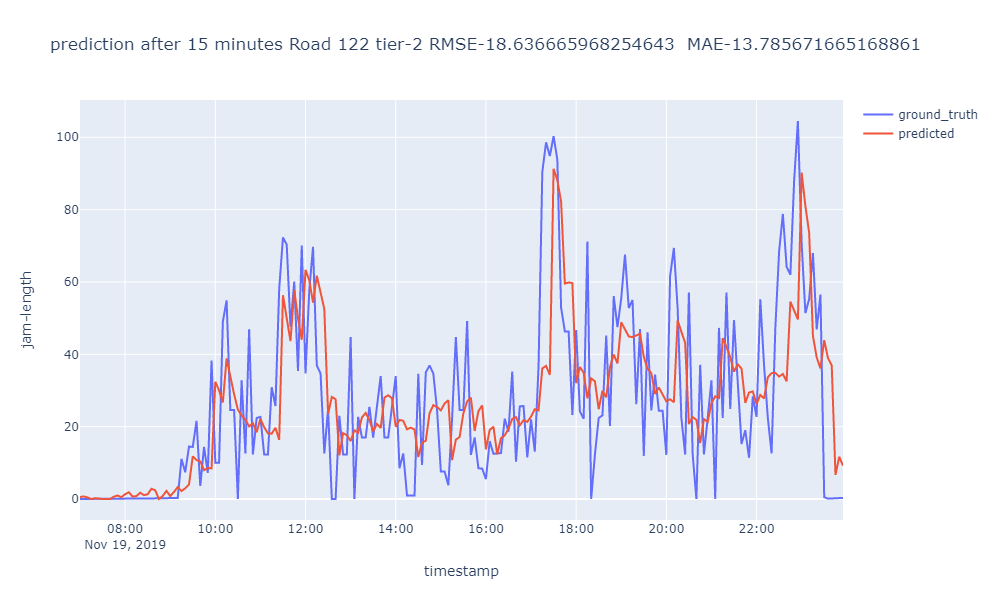 prediction after 15 minutes Road 122 tier-2 RMSE-18.636665968254643  MAE-13.785671665168861
ground_truth
predicted
100
80
60
40
20
0
jam-length
08:00 10:00 12:00 14:00 16:00 18:00 20:00 22:00
Nov 19, 2019
timestamp